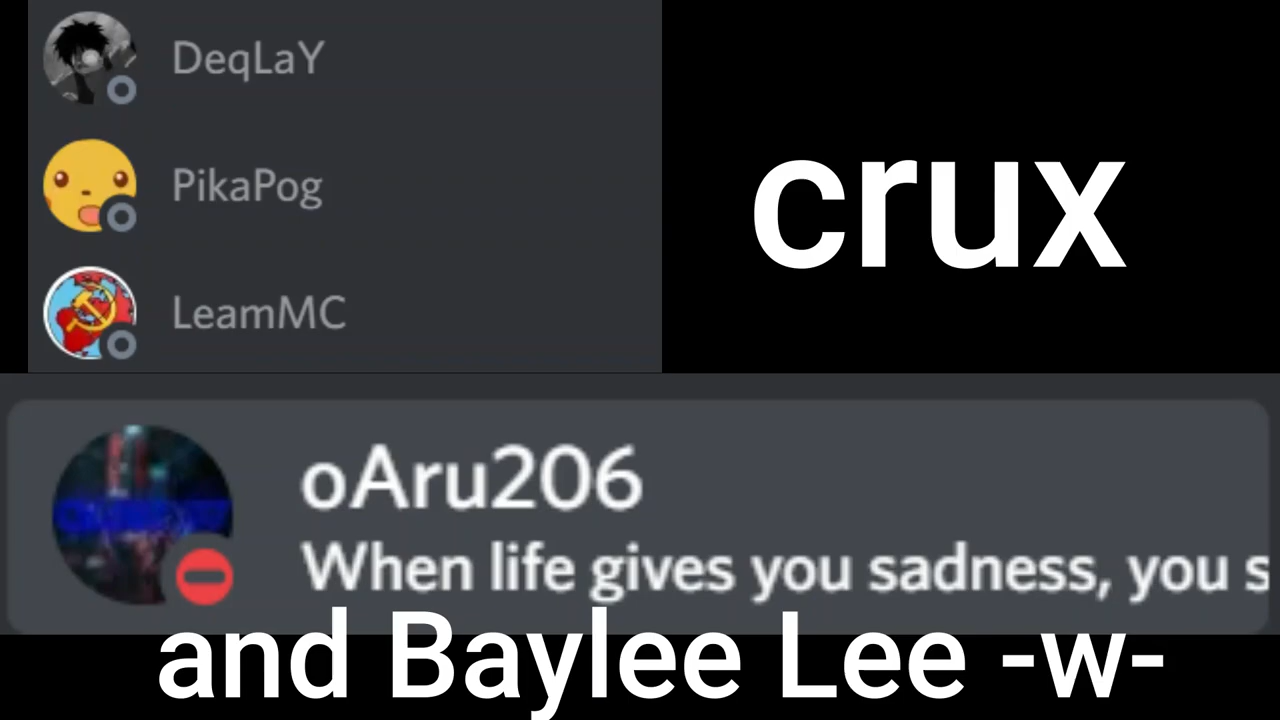 DeqLaY
PikaPog
crux
LeamMC
oAru206
When life gives you sadness, you s
and Baylee Lee -w-